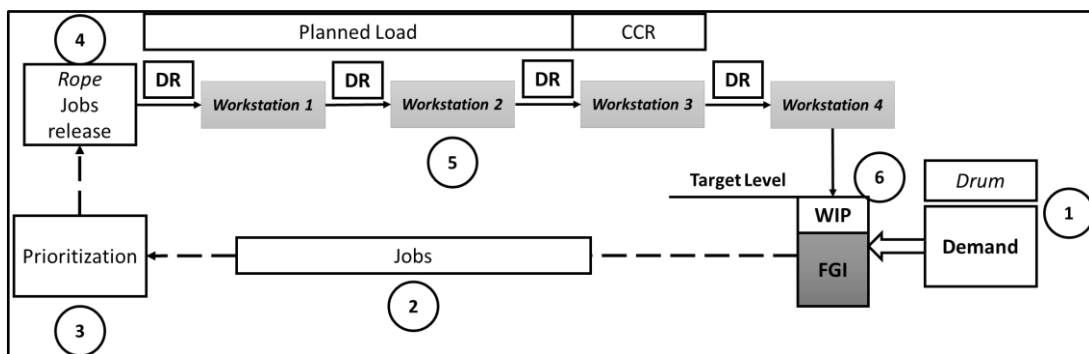 4
Planned Load
CCR
Rope
Jobs
release
DR
DR
DR
DR
Workstation 1
Workstation 2
Workstation 3
Workstation 4
5
Target Level
6
Drum
1
WIP
Demand
FGI
Prioritization
Jobs
2
3